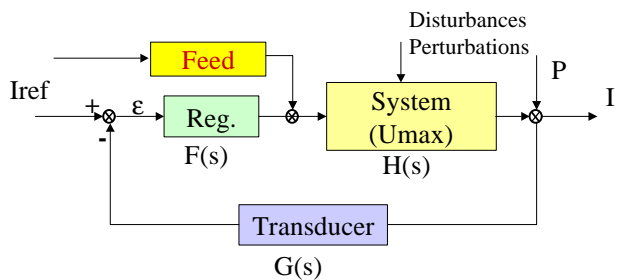 Disturbances
Perturbations
Feed
P
Iref
+
ε
-
Reg.
System
(Umax)
I
F(s)
H(s)
Transducer
G(s)